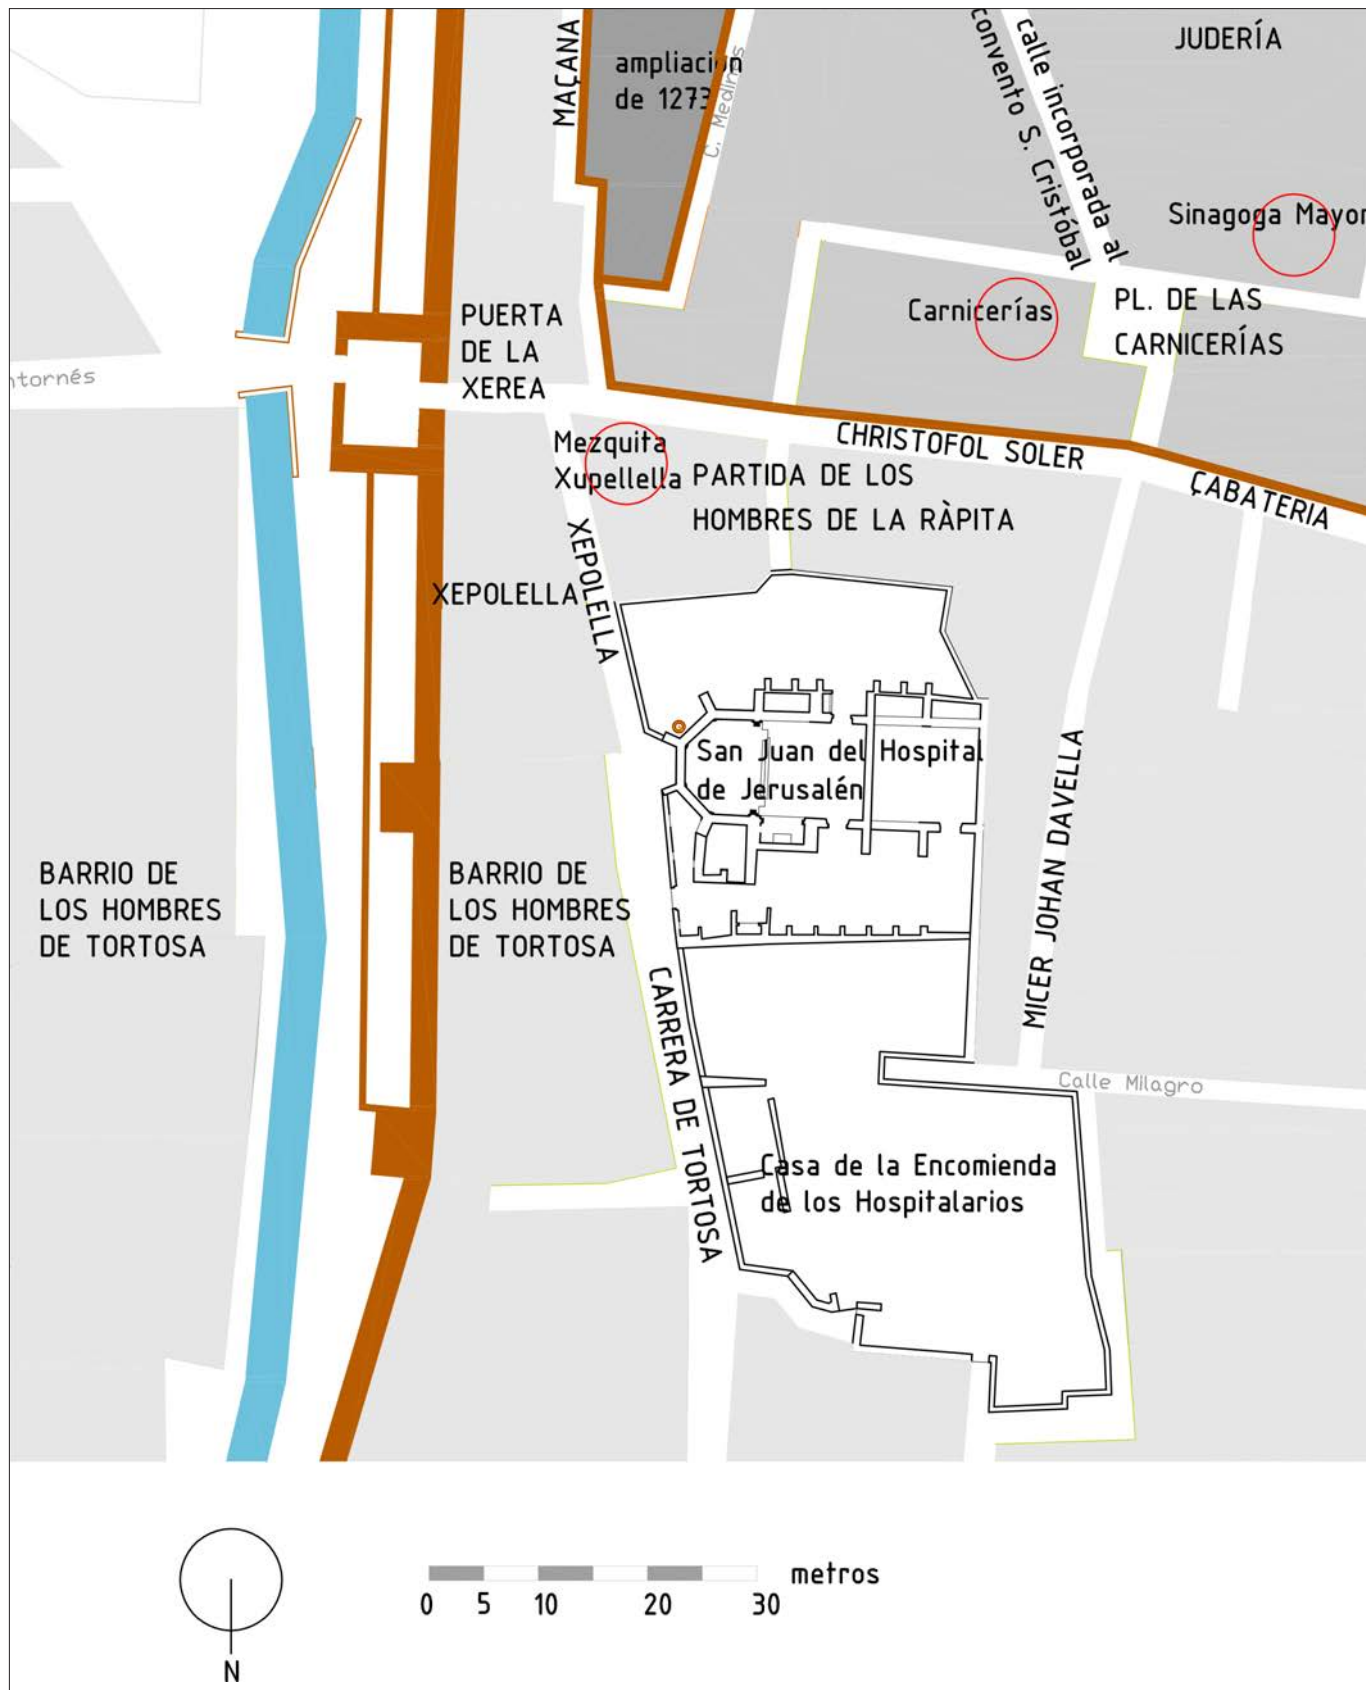 MAÇANA
ampliación
de 1273
C. Medines
calle incorporada al
convento S. Cristóbal
JUDERÍA
Sinagoga Mayor
Carnicerías
PL. DE LAS
CARNICERÍAS
PUERTA
DE LA
XEREA
ntornés
CHRISTOFOL SOLER
ÇABATERIA
Mezquita
Xupellella
PARTIDA DE LOS
HOMBRES DE LA RÀPITA
XEPOLELLA
XEPOLELLA
San Juan del Hospital
de Jerusalén
MICER JOHAN DAVELLA
BARRIO DE
LOS HOMBRES
DE TORTOSA
BARRIO DE
LOS HOMBRES
DE TORTOSA
CARRERA DE TORTOSA
Calle Milagro
Casa de la Encomienda
de los Hospitalarios
metros
0 5 10 20 30
N